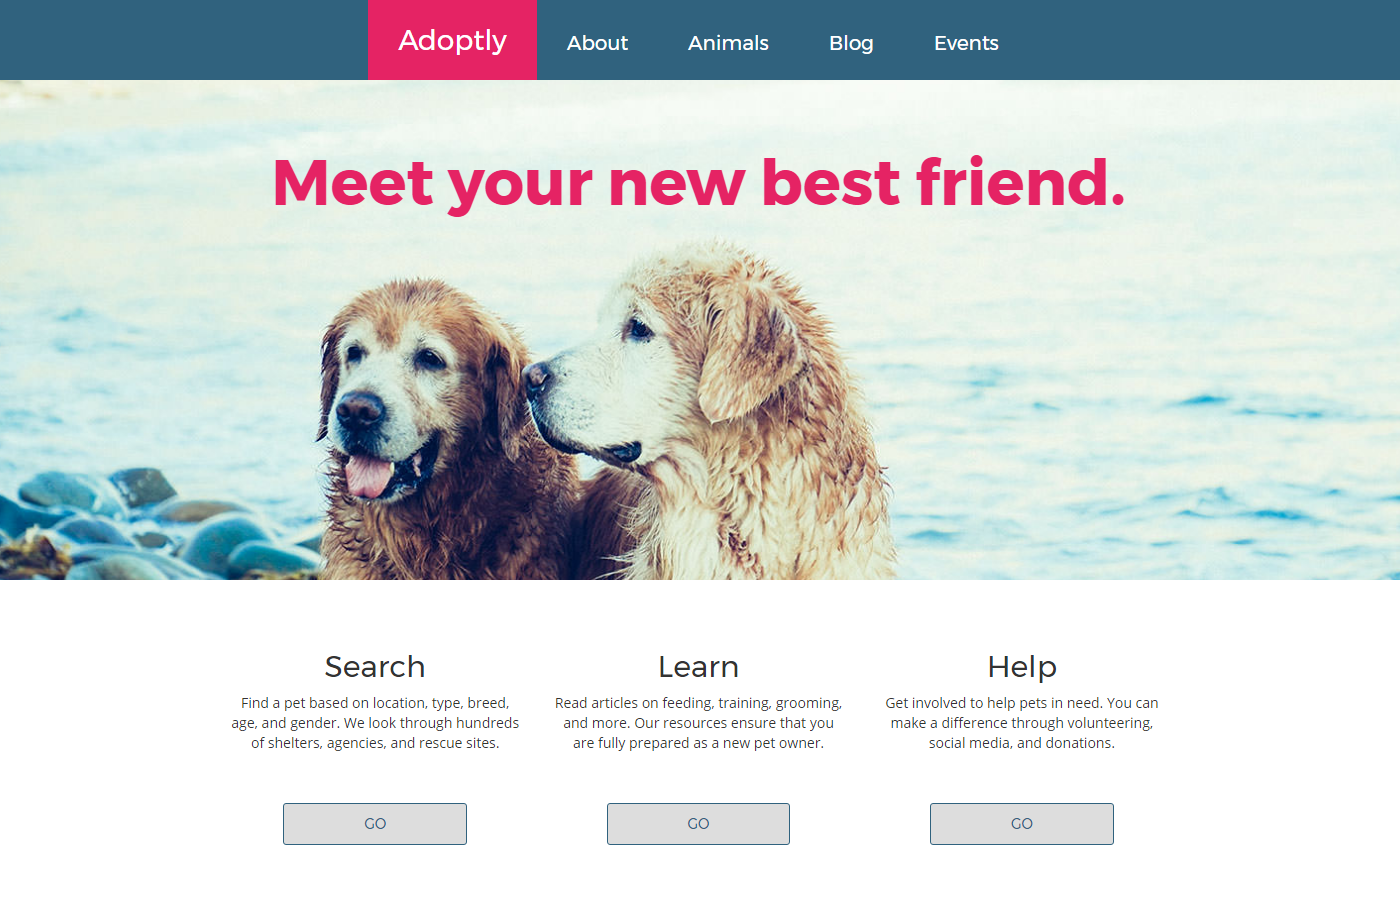 Adoptly About Animals Blog Events
Meet your new best friend.
Search
Find a pet based on location, type, breed,
age, and gender. We look through hundreds
of shelters, agencies, and rescue sites.
GO
Learn
Read articles on feeding, training, grooming,
and more. Our resources ensure that you
are fully prepared as a new pet owner.
GO
Help
Get involved to help pets in need. You can
make a difference through volunteering,
social media, and donations.
GO